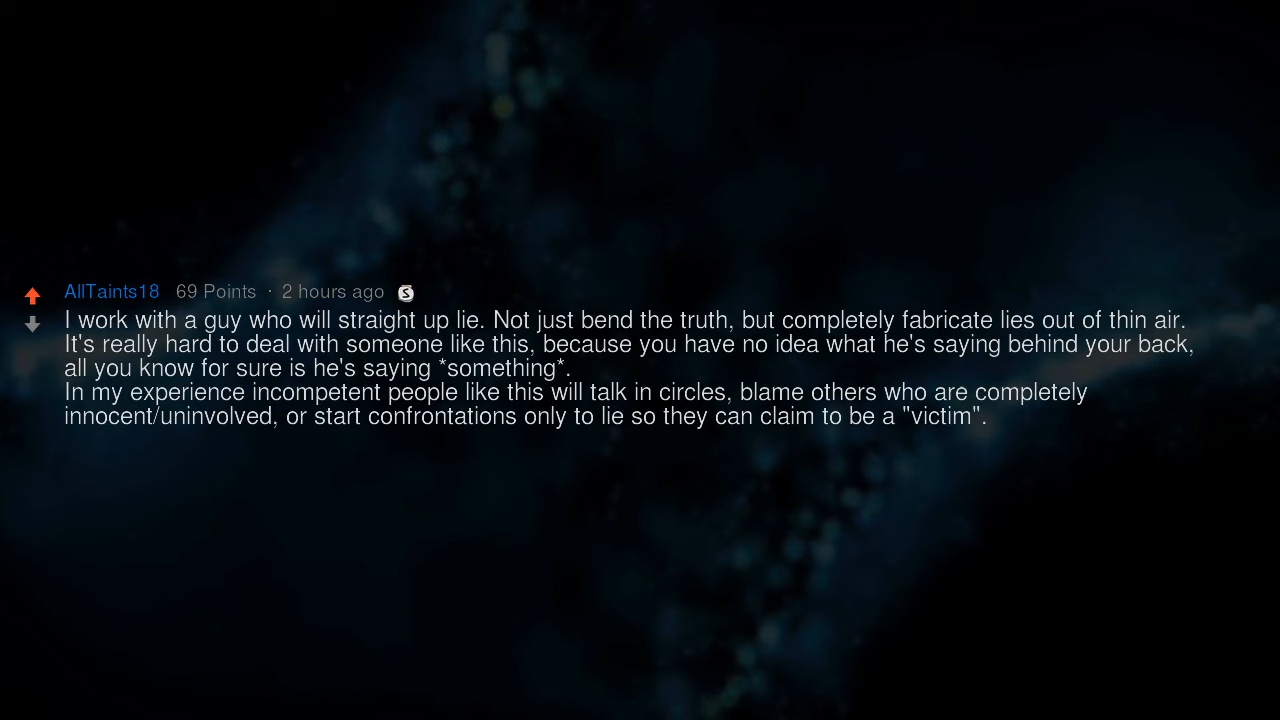 AllTaints18 69 Points · 2 hours ago S
I work with a guy who will straight up lie. Not just bend the truth, but completely fabricate lies out of thin air.
It's really hard to deal with someone like this, because you have no idea what he's saying behind your back,
all you know for sure is he's saying *something*.
In my experience incompetent people like this will talk in circles, blame others who are completely
innocent/uninvolved, or start confrontations only to lie so they can claim to be a "victim".